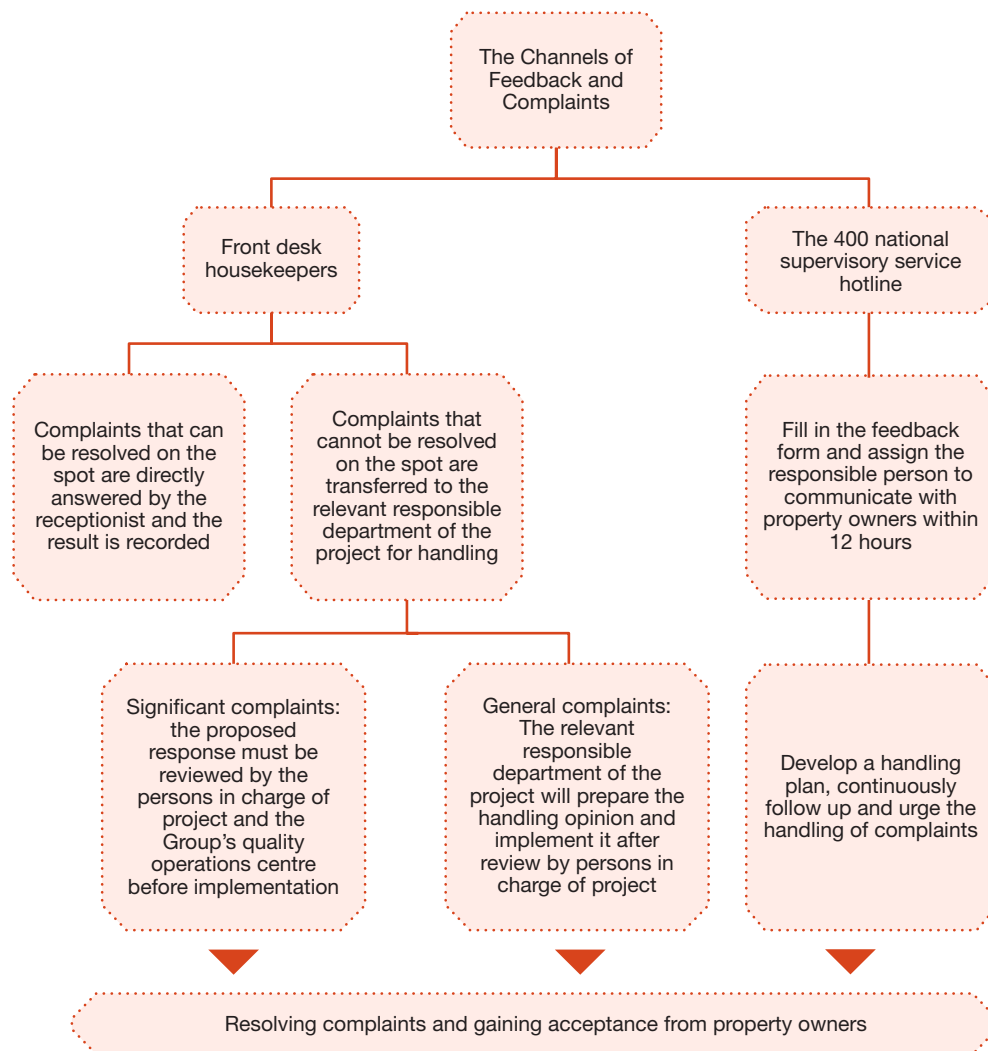 The Channels of
Feedback and
Complaints
Front desk
housekeepers
The 400 national
supervisory service
hotline
Complaints that can
be resolved on the
spot are directly
answered by the
receptionist and the
result is recorded
Complaints that
cannot be resolved
on the spot are
transferred to the
relevant responsible
department of the
project for handling
Fill in the feedback
form and assign the
responsible person to
communicate with
property owners within
12 hours
Significant complaints:
the proposed
response must be
reviewed by the
persons in charge of
project and the
Group’s quality
operations centre
before implementation
General complaints:
The relevant
responsible
department of the
project will prepare the
handling opinion and
implement it after
review by persons in
charge of project
Develop a handling
plan, continuously
follow up and urge the
handling of complaints
Resolving complaints and gaining acceptance from property owners